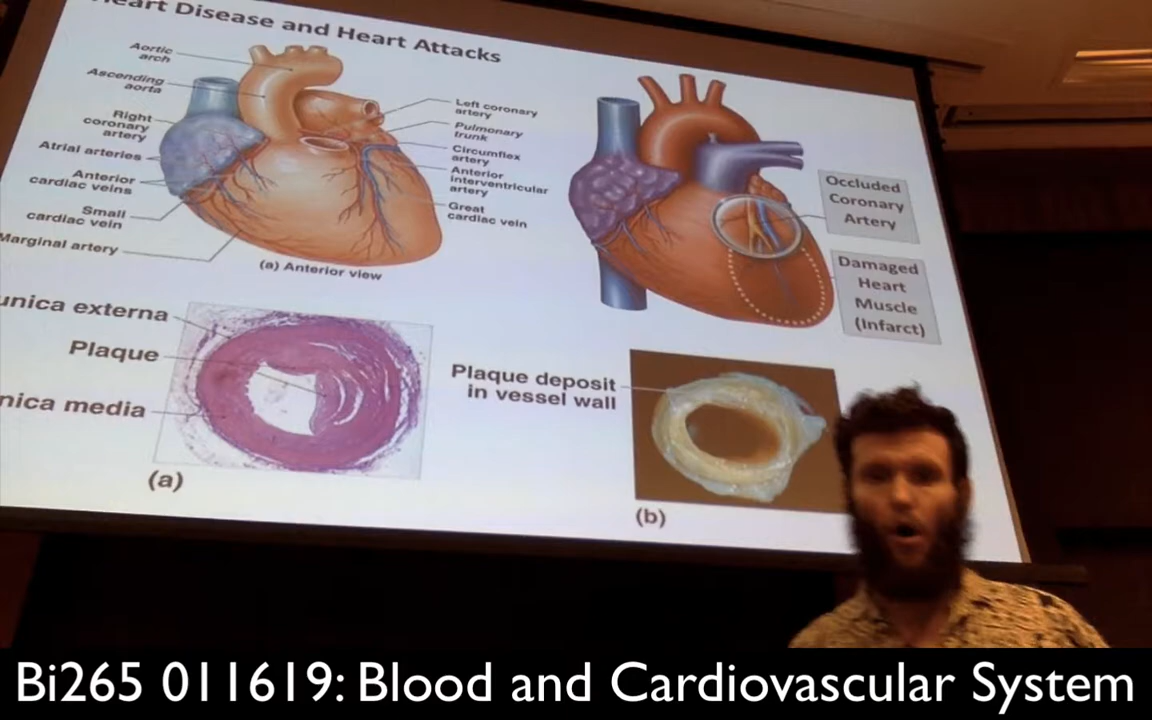 Heart Disease and Heart Attacks
Aortic
arch
Ascending
aorta
Right
coronary
artery
Atrial arteries
Anterior
cardiac veins
Small
cardiac vein
Marginal artery
Left coronary
artery
Pulmonary
trunk
Circumflex
artery
Anterior
interventricular
artery
Great
cardiac vein
(a) Anterior view
Occluded
Coronary
Artery
Damaged
Heart
Muscle
(Infarct)
unica externa
Plaque
nica media
(a)
Plaque deposit
in vessel wall
(b)
Bi265 011619: Blood and Cardiovascular System